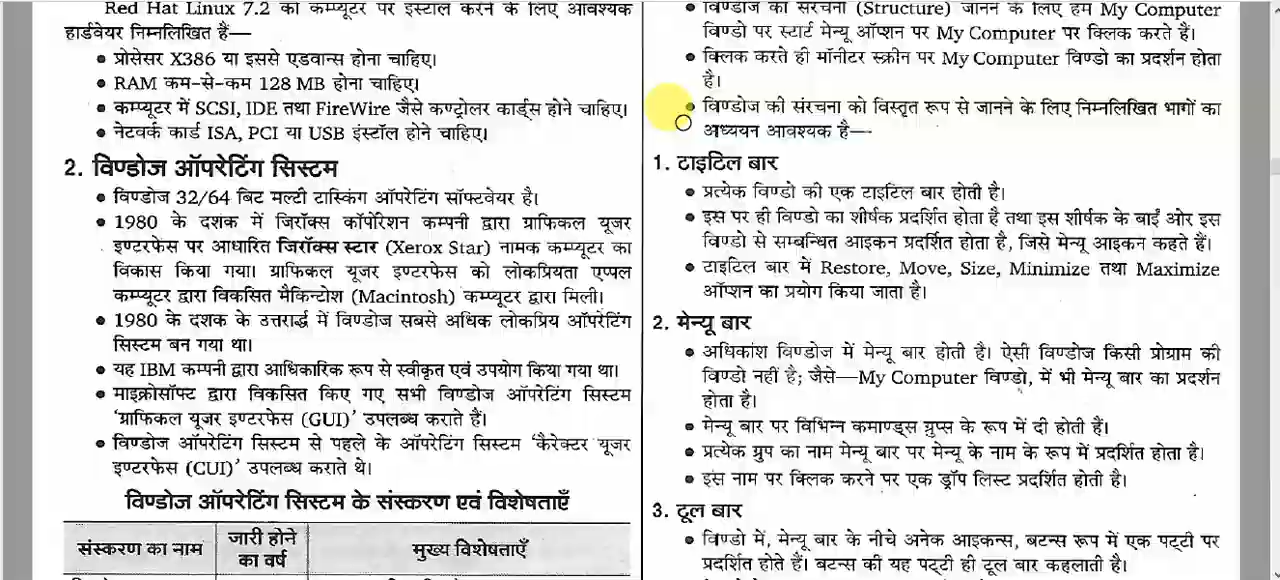 Red Hat Linux 7.2 को कम्प्यूटर पर इंस्टाल करने के लिए आवश्यक
हार्डवेयर निम्नलिखित हैं—
• प्रोसेसर X386 या इससे एडवान्स होना चाहिए।
• RAM कम-से-कम 128 MB होना चाहिए।
• कम्प्यूटर में SCSI, IDE तथा FireWire जैसे कण्ट्रोलर कार्ड्स होने चाहिए।
• नेटवर्क कार्ड ISA, PCI या USB इंस्टॉल होने चाहिए।
2. विण्डोज ऑपरेटिंग सिस्टम
• विण्डोज 32/64 बिट मल्टी टास्किंग ऑपरेटिंग सॉफ्टवेयर है।
• 1980 के दशक में जिरॉक्स कॉर्पोरेशन कम्पनी द्वारा ग्राफिकल यूजर
इण्टरफेस पर आधारित जिरॉक्स स्टार (Xerox Star) नामक कम्प्यूटर का
विकास किया गया। ग्राफिकल यूजर इण्टरफेस को लोकप्रियता एप्पल
कम्प्यूटर द्वारा विकसित मैकिन्टोश (Macintosh) कम्प्यूटर द्वारा मिली।
• 1980 के दशक के उत्तरार्द्ध में विण्डोज सबसे अधिक लोकप्रिय ऑपरेटिंग
सिस्टम बन गया था।
• यह IBM कम्पनी द्वारा आधिकारिक रूप से स्वीकृत एवं उपयोग किया गया था।
• माइक्रोसॉफ्ट द्वारा विकसित किए गए सभी विण्डोज ऑपरेटिंग सिस्टम
‘ग्राफिकल यूजर इण्टरफेस (GUI)’ उपलब्ध कराते हैं।
• विण्डोज ऑपरेटिंग सिस्टम से पहले के ऑपरेटिंग सिस्टम ‘कैरेक्टर यूजर
इण्टरफेस (CUI)’ उपलब्ध कराते थे।
विण्डोज ऑपरेटिंग सिस्टम के संस्करण एवं विशेषताएँ
संस्करण का नाम
जारी होने
का वर्ष
मुख्य विशेषताएँ
• विण्डोज की संरचना (Structure) जानने के लिए हम My Computer
विण्डो पर स्टार्ट मेन्यू ऑप्शन पर My Computer पर क्लिक करते हैं।
• क्लिक करते ही मॉनीटर स्क्रीन पर My Computer विण्डो का प्रदर्शन होता
है।
• विण्डोज की संरचना को विस्तृत रूप से जानने के लिए निम्नलिखित भागों का
अध्ययन आवश्यक है—
1. टाइटिल बार
• प्रत्येक विण्डो की एक टाइटिल बार होती है।
• इस पर ही विण्डो का शीर्षक प्रदर्शित होता है तथा इस शीर्षक के बाईं ओर इस
विण्डो से सम्बन्धित आइकन प्रदर्शित होता है, जिसे मेन्यू आइकन कहते हैं।
• टाइटिल बार में Restore, Move, Size, Minimize तथा Maximize
ऑप्शन का प्रयोग किया जाता है।
2. मेन्यू बार
• अधिकांश विण्डोज में मेन्यू बार होती है। ऐसी विण्डोज किसी प्रोग्राम की
विण्डो नहीं है; जैसे—My Computer विण्डो, में भी मेन्यू बार का प्रदर्शन
होता है।
• मेन्यू बार पर विभिन्न कमाण्ड्स ग्रुप्स के रूप में दी होती हैं।
• प्रत्येक ग्रुप का नाम मेन्यू बार पर मेन्यू के नाम के रूप में प्रदर्शित होता है।
• इस नाम पर क्लिक करने पर एक ड्रॉप लिस्ट प्रदर्शित होती है।
3. टूल बार
• विण्डो में, मेन्यू बार के नीचे अनेक आइकन्स, बटन्स रूप में एक पट्टी पर
प्रदर्शित होते हैं। बटन्स की यह पट्टी ही टूल बार कहलाती है।